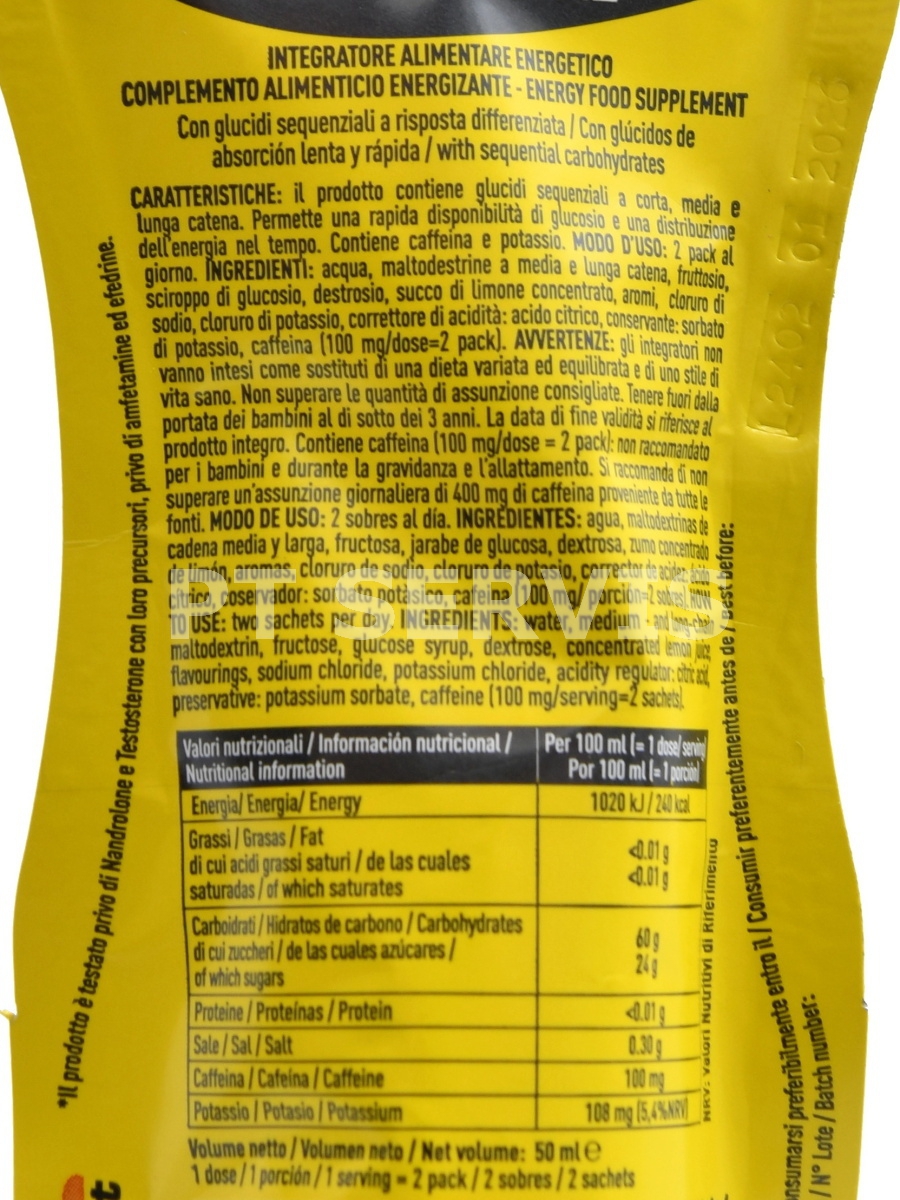 INTEGRATORE ALIMENTARE ENERGETICO
COMPLEMENTO ALIMENTICIO ENERGIZANTE - ENERGY FOOD SUPPLEMENT
Con glucidi sequenziali a risposta differenziata / Con glúcidos de
absorción lenta y rápida / with sequential carbohydrates
CARATTERISTICHE: il prodotto contiene glucidi sequenziali a corta, media e
lunga catena. Permette una rapida disponibilità di glucosio e una distribuzione
dell'energia nel tempo. Contiene caffeina e potassio. MODO D'USO: 2 pack al
giorno. INGREDIENTI: acqua, maltodestrine a media e lunga catena, fruttosio,
sciroppo di glucosio, destrosio, succo di limone concentrato, aromi, cloruro di
sodio, cloruro di potassio, correttore di acidità: acido citrico, conservante: sorbato
di potassio, caffeina (100 mg/dose=2 pack). AVVERTENZE: gli integratori non
vanno intesi come sostituti di una dieta variata ed equilibrata e di uno stile di
vita sano. Non superare le quantità di assunzione consigliate. Tenere fuori dalla
portata dei bambini al di sotto dei 3 anni. La data di fine validità si riferisce al
prodotto integro. Contiene caffeina (100 mg/dose = 2 pack): non raccomandato
per i bambini e durante la gravidanza e l'allattamento. Si raccomanda di non
superare un'assunzione giornaliera di 400 mg di caffeina proveniente da tutte le
fonti. MODO DE USO: 2 sobres al día. INGREDIENTES: agua, maltodextrinas de
cadena media y larga, fructosa, jarabe de glucosa, dextrosa, zumo concentrado
de limón, aromas, cloruro de sodio, cloruro de potasio, corrector de acidez: ácido
cítrico, coservador: sorbato potásico, cafeina (100 mg/ porción=2 sobres). HOW
TO USE: two sachets per day. INGREDIENTS: water, medium - and long-chain
maltodextrin, fructose, glucose syrup, dextrose, concentrated lemon juice,
flavourings, sodium chloride, potassium chloride, acidity regulator: citric acid,
preservative: potassium sorbate, caffeine (100 mg/serving=2 sachets).
PT SERVIS
Valori nutrizionali / Información nutricional / Per 100 ml (= 1 dose/ serving)
Nutritional information Por 100 ml (= 1 porción)
Energia/ Energía/ Energy 1020 kJ / 240 kcal
Grassi / Grasas / Fat <0.01 g
di cui acidi grassi saturi / de las cuales <0.01 g
saturadas / of which saturates
Carboidrati / Hidratos de carbono / Carbohydrates 60 g
di cui zuccheri / de las cuales azúcares / 24 g
of which sugars
Proteine / Proteínas / Protein <0.01 g
Sale / Sal / Salt 0.30 g
Caffeina / Cafeína / Caffeine 100 mg
Potassio / Potasio / Potassium 108 mg (5,4%NRV)
Volume netto / Volumen neto / Net volume: 50 ml e
1 dose / 1 porción / 1 serving = 2 pack / 2 sobres / 2 sachets
*Il prodotto è testato privo di Nandrolone e Testosterone con loro precursori, privo di amfetamine ed efedrine.
NRV: Valori Nutritivi di Riferimento
preferibilmente entro il / Consumir preferentemente antes de / Best before:
/ N° Lote / Batch number:
L2402 01 2026